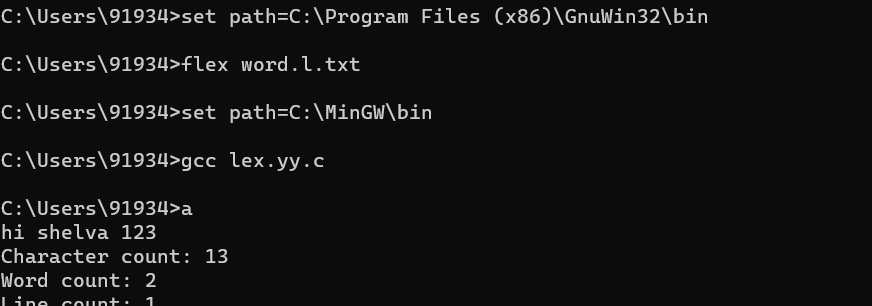 C:\Users\91934>set path=C:\Program Files (x86)\GnuWin32\bin
C:\Users\91934>flex word.l.txt
C:\Users\91934>set path=C:\MinGW\bin
C:\Users\91934>gcc lex.yy.c
C:\Users\91934>a
hi shelva 123
Character count: 13
Word count: 2
Line count: 1